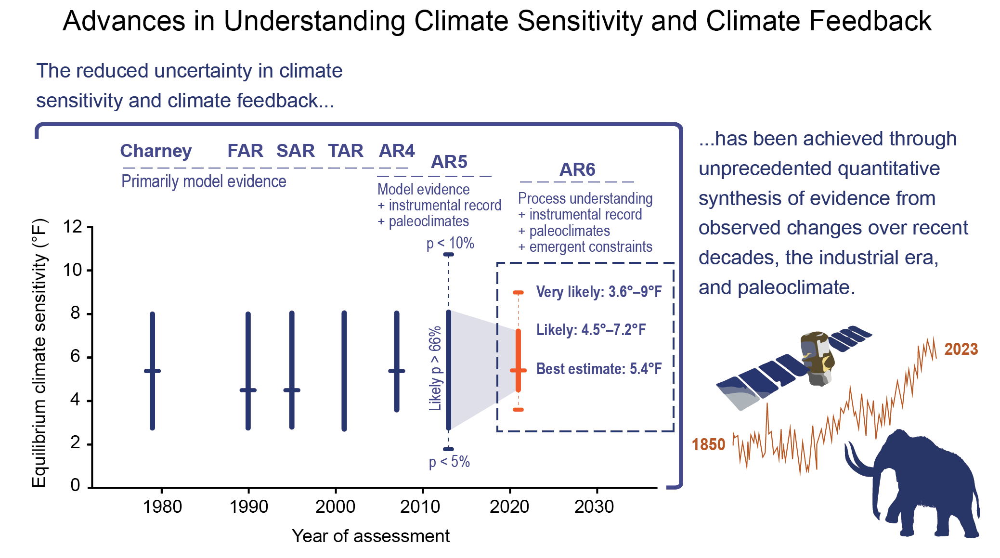 Advances in Understanding Climate Sensitivity and Climate Feedback
The reduced uncertainty in climate
sensitivity and climate feedback...
Charney
FAR
SAR
TAR
AR4
Primarily model evidence
AR5
Model evidence
+ instrumental record
+ paleoclimates
AR6
Process understanding
+ instrumental record
+ paleoclimates
+ emergent constraints
Equilibrium climate sensitivity (°F)
12
10
8
6
4
2
0
p < 10%
Likely p > 66%
p < 5%
Very likely: 3.6°–9°F
Likely: 4.5°–7.2°F
Best estimate: 5.4°F
1980
1990
2000
2010
2020
2030
Year of assessment
...has been achieved through
unprecedented quantitative
synthesis of evidence from
observed changes over recent
decades, the industrial era,
and paleoclimate.
2023
1850